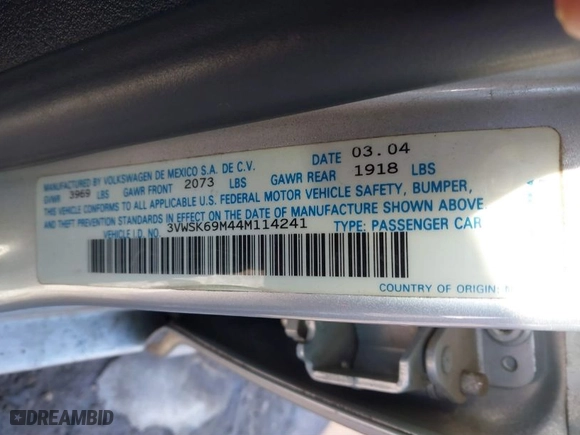 MANUFACTURED BY VOLKSWAGEN DE MEXICO S.A. DE C.V. DATE 03.04
GVWR 3969 LBS GAWR FRONT 2073 LBS GAWR REAR 1918 LBS
THIS VEHICLE CONFORMS TO ALL APPLICABLE U.S. FEDERAL MOTOR VEHICLE SAFETY, BUMPER,
AND THEFT PREVENTION STANDARDS IN EFFECT ON THE DATE OF MANUFACTURE SHOWN ABOVE
VEHICLE I.D. NO. 3VWSK69M44M114241 TYPE: PASSENGER CAR
COUNTRY OF ORIGIN:
DREAMBID